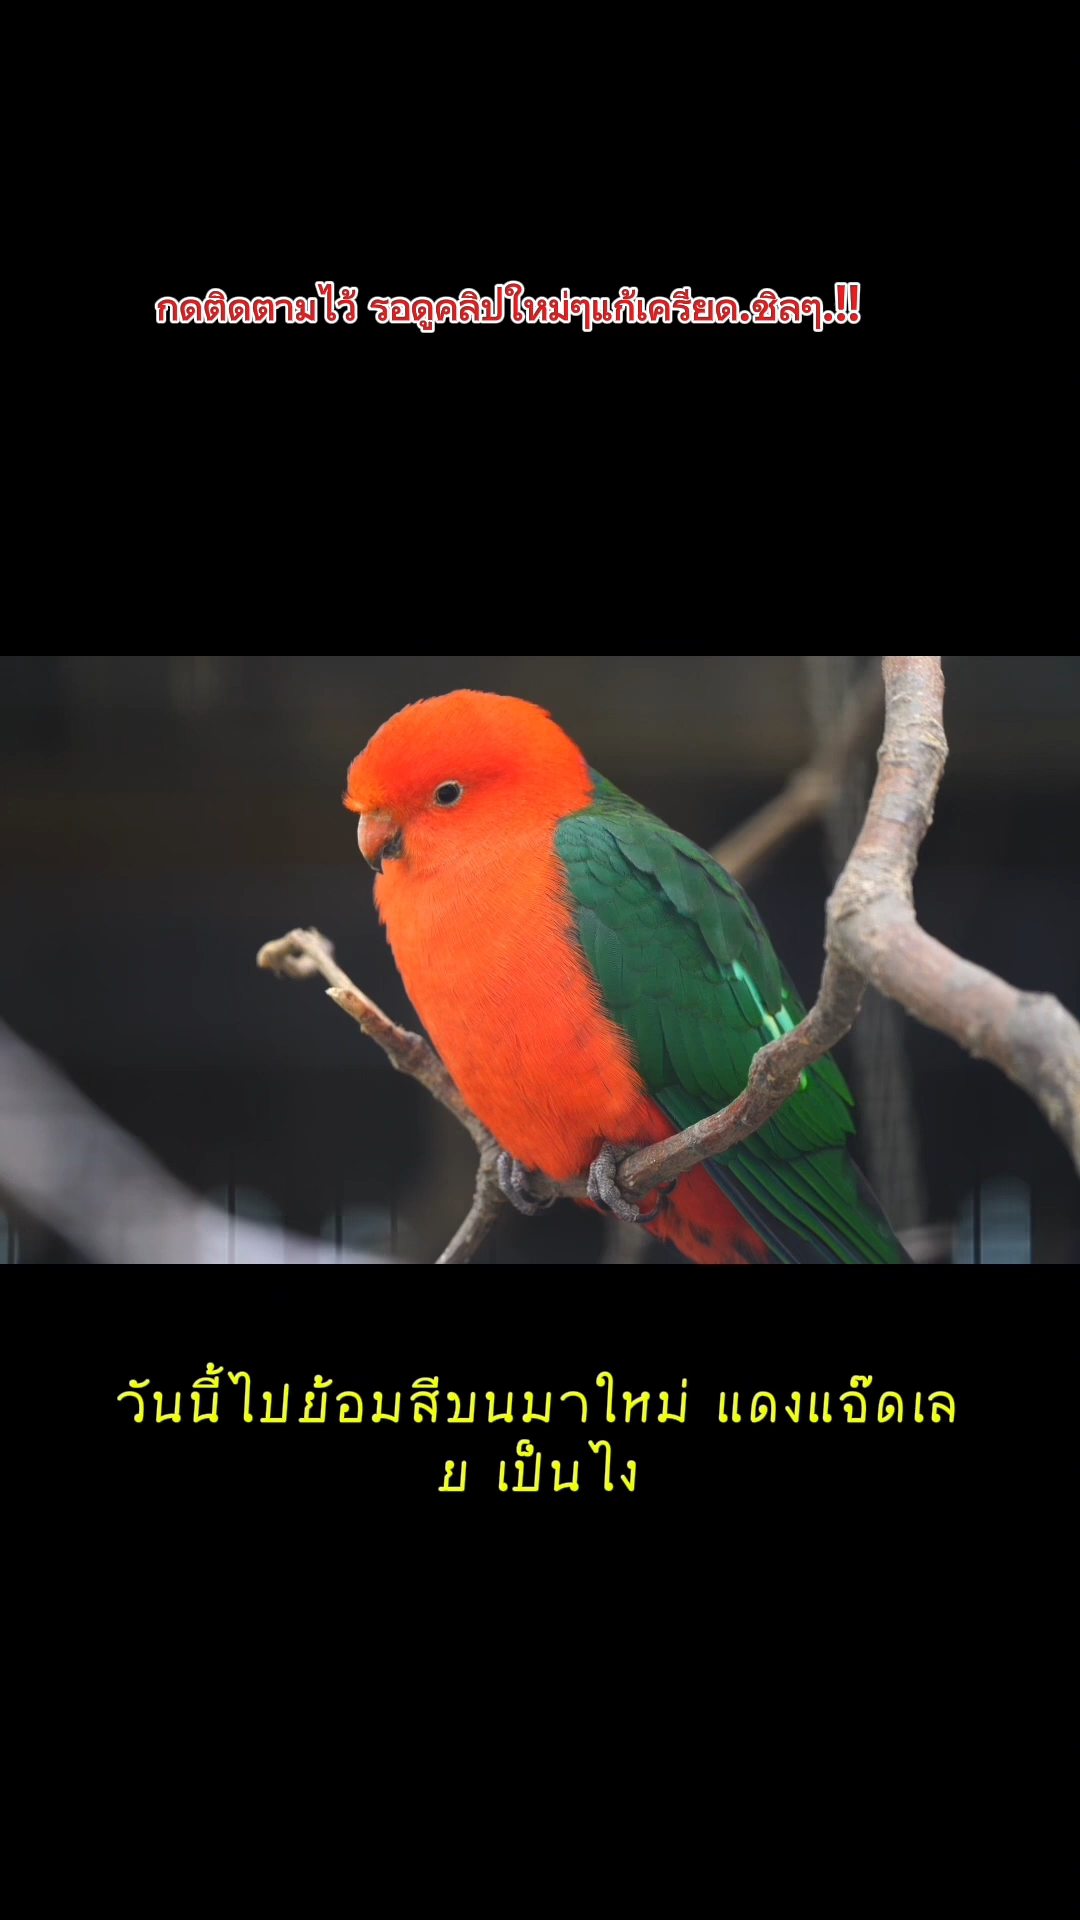 กดติดตามไว้ รอดูคลิปใหม่ๆแก้เครียด.ชิลๆ.!!
วันนี้ไปย้อมสีบนมาใหม่ แดงแจ๊ดเล
ย เป็นไง